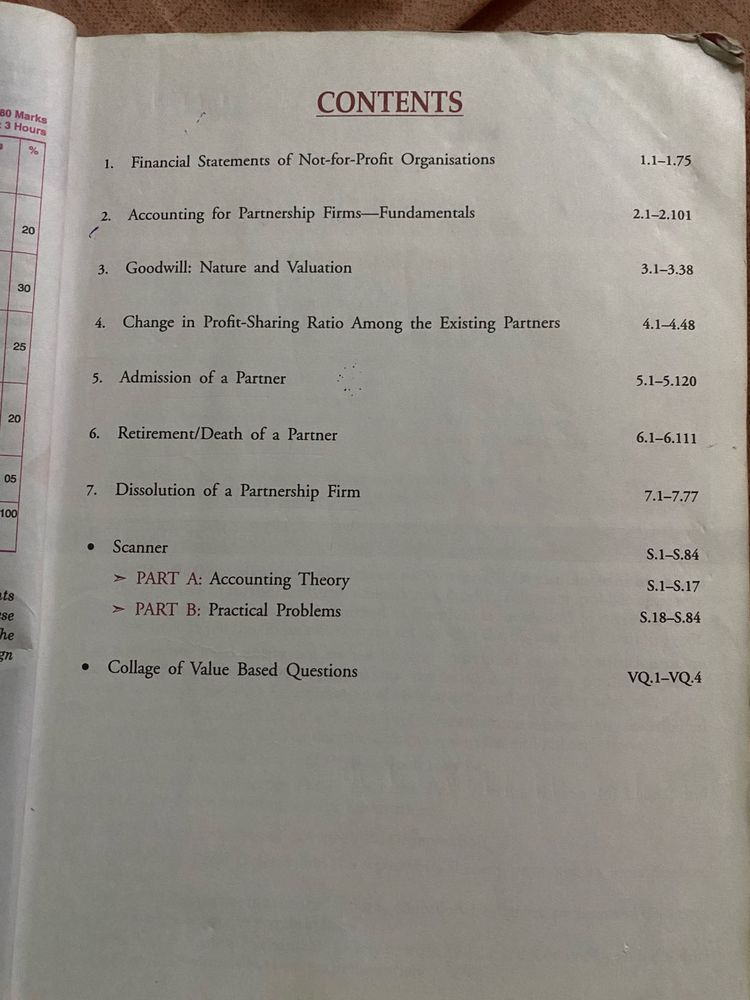 80 Marks
3 Hours
%
20
30
25
20
05
100
se
he
gn
CONTENTS
1. Financial Statements of Not-for-Profit Organisations 1.1–1.75
2. Accounting for Partnership Firms—Fundamentals 2.1–2.101
3. Goodwill: Nature and Valuation 3.1–3.38
4. Change in Profit-Sharing Ratio Among the Existing Partners 4.1–4.48
5. Admission of a Partner 5.1–5.120
6. Retirement/Death of a Partner 6.1–6.111
7. Dissolution of a Partnership Firm 7.1–7.77
• Scanner S.1–S.84
➢ PART A: Accounting Theory S.1–S.17
➢ PART B: Practical Problems S.18–S.84
• Collage of Value Based Questions VQ.1–VQ.4